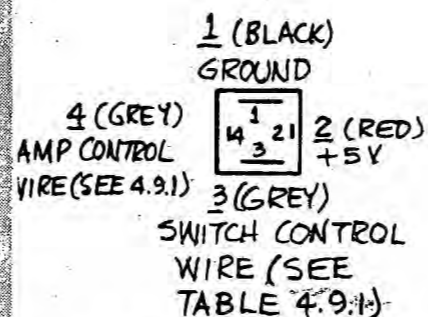 1 (BLACK)
GROUND
4 (GREY)
AMP CONTROL
WIRE (SEE 4.9.1)
1
4 2
3
2 (RED)
+5V
3 (GREY)
SWITCH CONTROL
WIRE (SEE
TABLE 4.9.1)